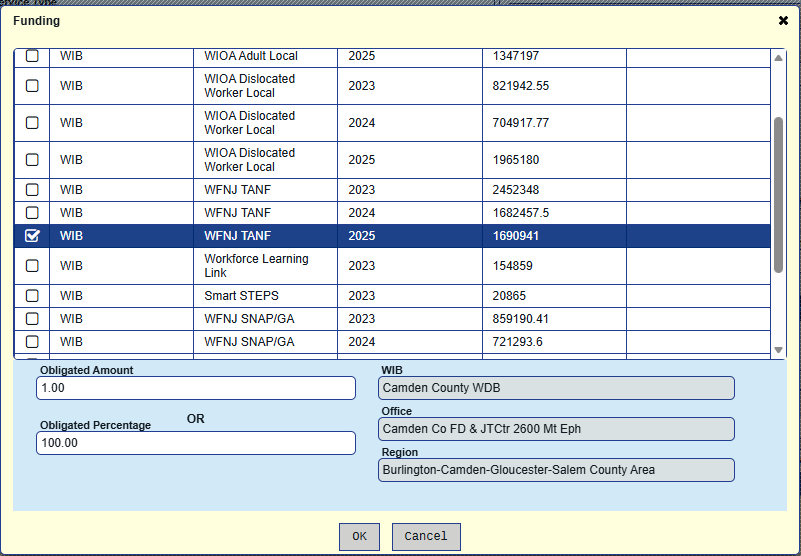 ervice Type
Funding
WIB WIOA Adult Local 2025 1347197
WIB WIOA Dislocated Worker Local 2023 821942.55
WIB WIOA Dislocated Worker Local 2024 704917.77
WIB WIOA Dislocated Worker Local 2025 1965180
WIB WFNJ TANF 2023 2452348
WIB WFNJ TANF 2024 1682457.5
WIB WFNJ TANF 2025 1690941
WIB Workforce Learning Link 2023 154859
WIB Smart STEPS 2023 20865
WIB WFNJ SNAP/GA 2023 859190.41
WIB WFNJ SNAP/GA 2024 721293.6
Obligated Amount
1.00
OR
Obligated Percentage
100.00
WIB
Camden County WDB
Office
Camden Co FD & JTCtr 2600 Mt Eph
Region
Burlington-Camden-Gloucester-Salem County Area
OK Cancel